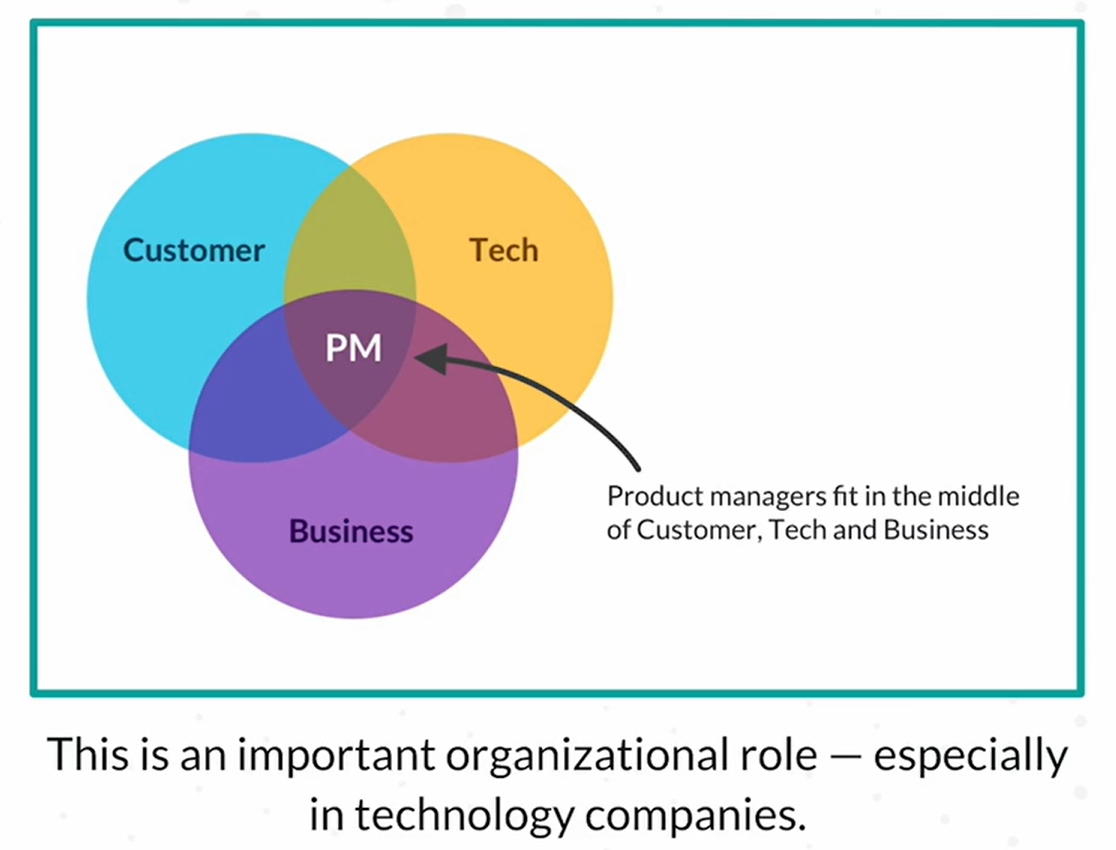 Customer
Tech
PM
Product managers fit in the middle
of Customer, Tech and Business
Business
This is an important organizational role — especially
in technology companies.